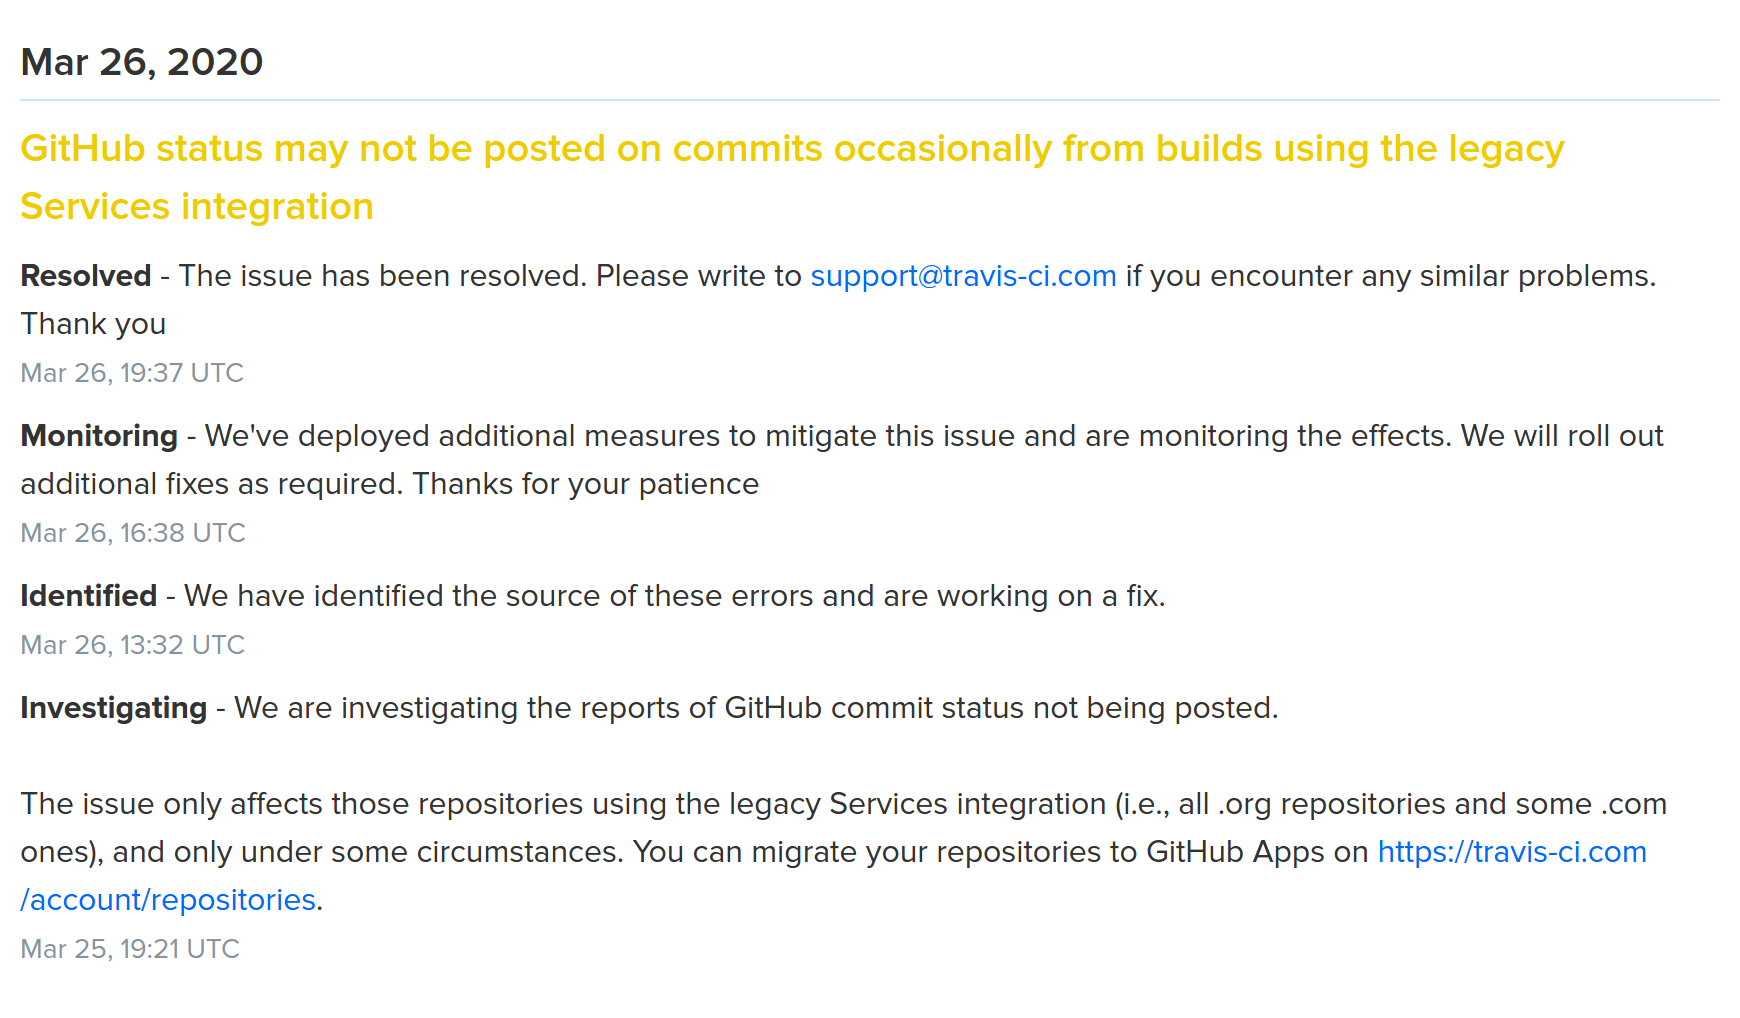 Mar 26, 2020
GitHub status may not be posted on commits occasionally from builds using the legacy
Services integration
Resolved - The issue has been resolved. Please write to support@travis-ci.com if you encounter any similar problems.
Thank you
Mar 26, 19:37 UTC
Monitoring - We've deployed additional measures to mitigate this issue and are monitoring the effects. We will roll out
additional fixes as required. Thanks for your patience
Mar 26, 16:38 UTC
Identified - We have identified the source of these errors and are working on a fix.
Mar 26, 13:32 UTC
Investigating - We are investigating the reports of GitHub commit status not being posted.
The issue only affects those repositories using the legacy Services integration (i.e., all .org repositories and some .com
ones), and only under some circumstances. You can migrate your repositories to GitHub Apps on https://travis-ci.com
/account/repositories.
Mar 25, 19:21 UTC